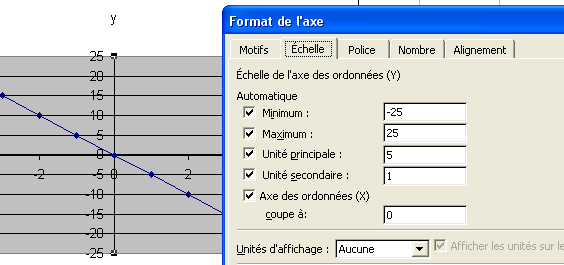 y
25
20
15
10
5
0
-5
-10
-15
-20
-25
-2
0
2
Format de l'axe
Motifs
Échelle
Police
Nombre
Alignement
Échelle de l'axe des ordonnées (Y)
Automatique
Minimum : -25
Maximum : 25
Unité principale : 5
Unité secondaire : 1
Axe des ordonnées (X)
coupe à: 0
Unités d'affichage : Aucune
Afficher les unités sur le